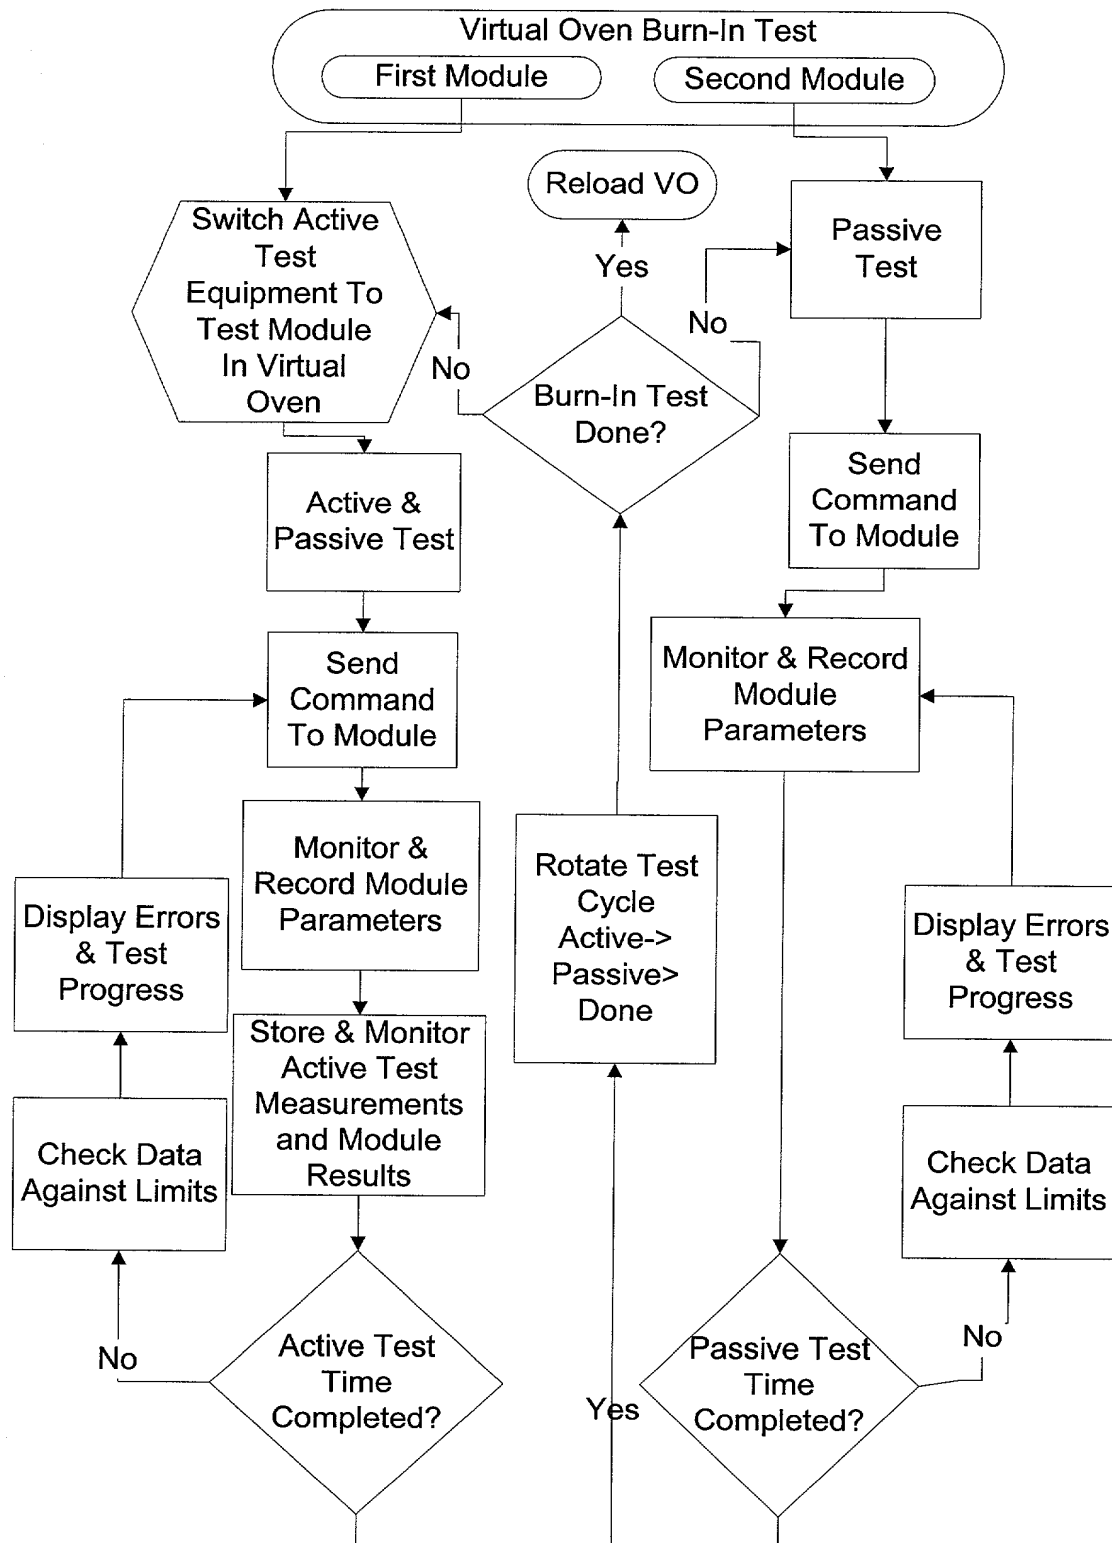 Virtual Oven Burn-In Test
First Module
Second Module
Reload VO
Switch Active
Test
Equipment To
Test Module
In Virtual
Oven
Passive
Test
Yes
No
No
Burn-In Test
Done?
Active &
Passive Test
Send
Command
To Module
Send
Command
To Module
Monitor & Record
Module
Parameters
Monitor &
Record Module
Parameters
Rotate Test
Cycle
Active->
Passive>
Done
Display Errors
& Test
Progress
Display Errors
& Test
Progress
Store & Monitor
Active Test
Measurements
and Module
Results
Check Data
Against Limits
Check Data
Against Limits
No
Active Test
Time
Completed?
Yes
Passive Test
Time
Completed?
No